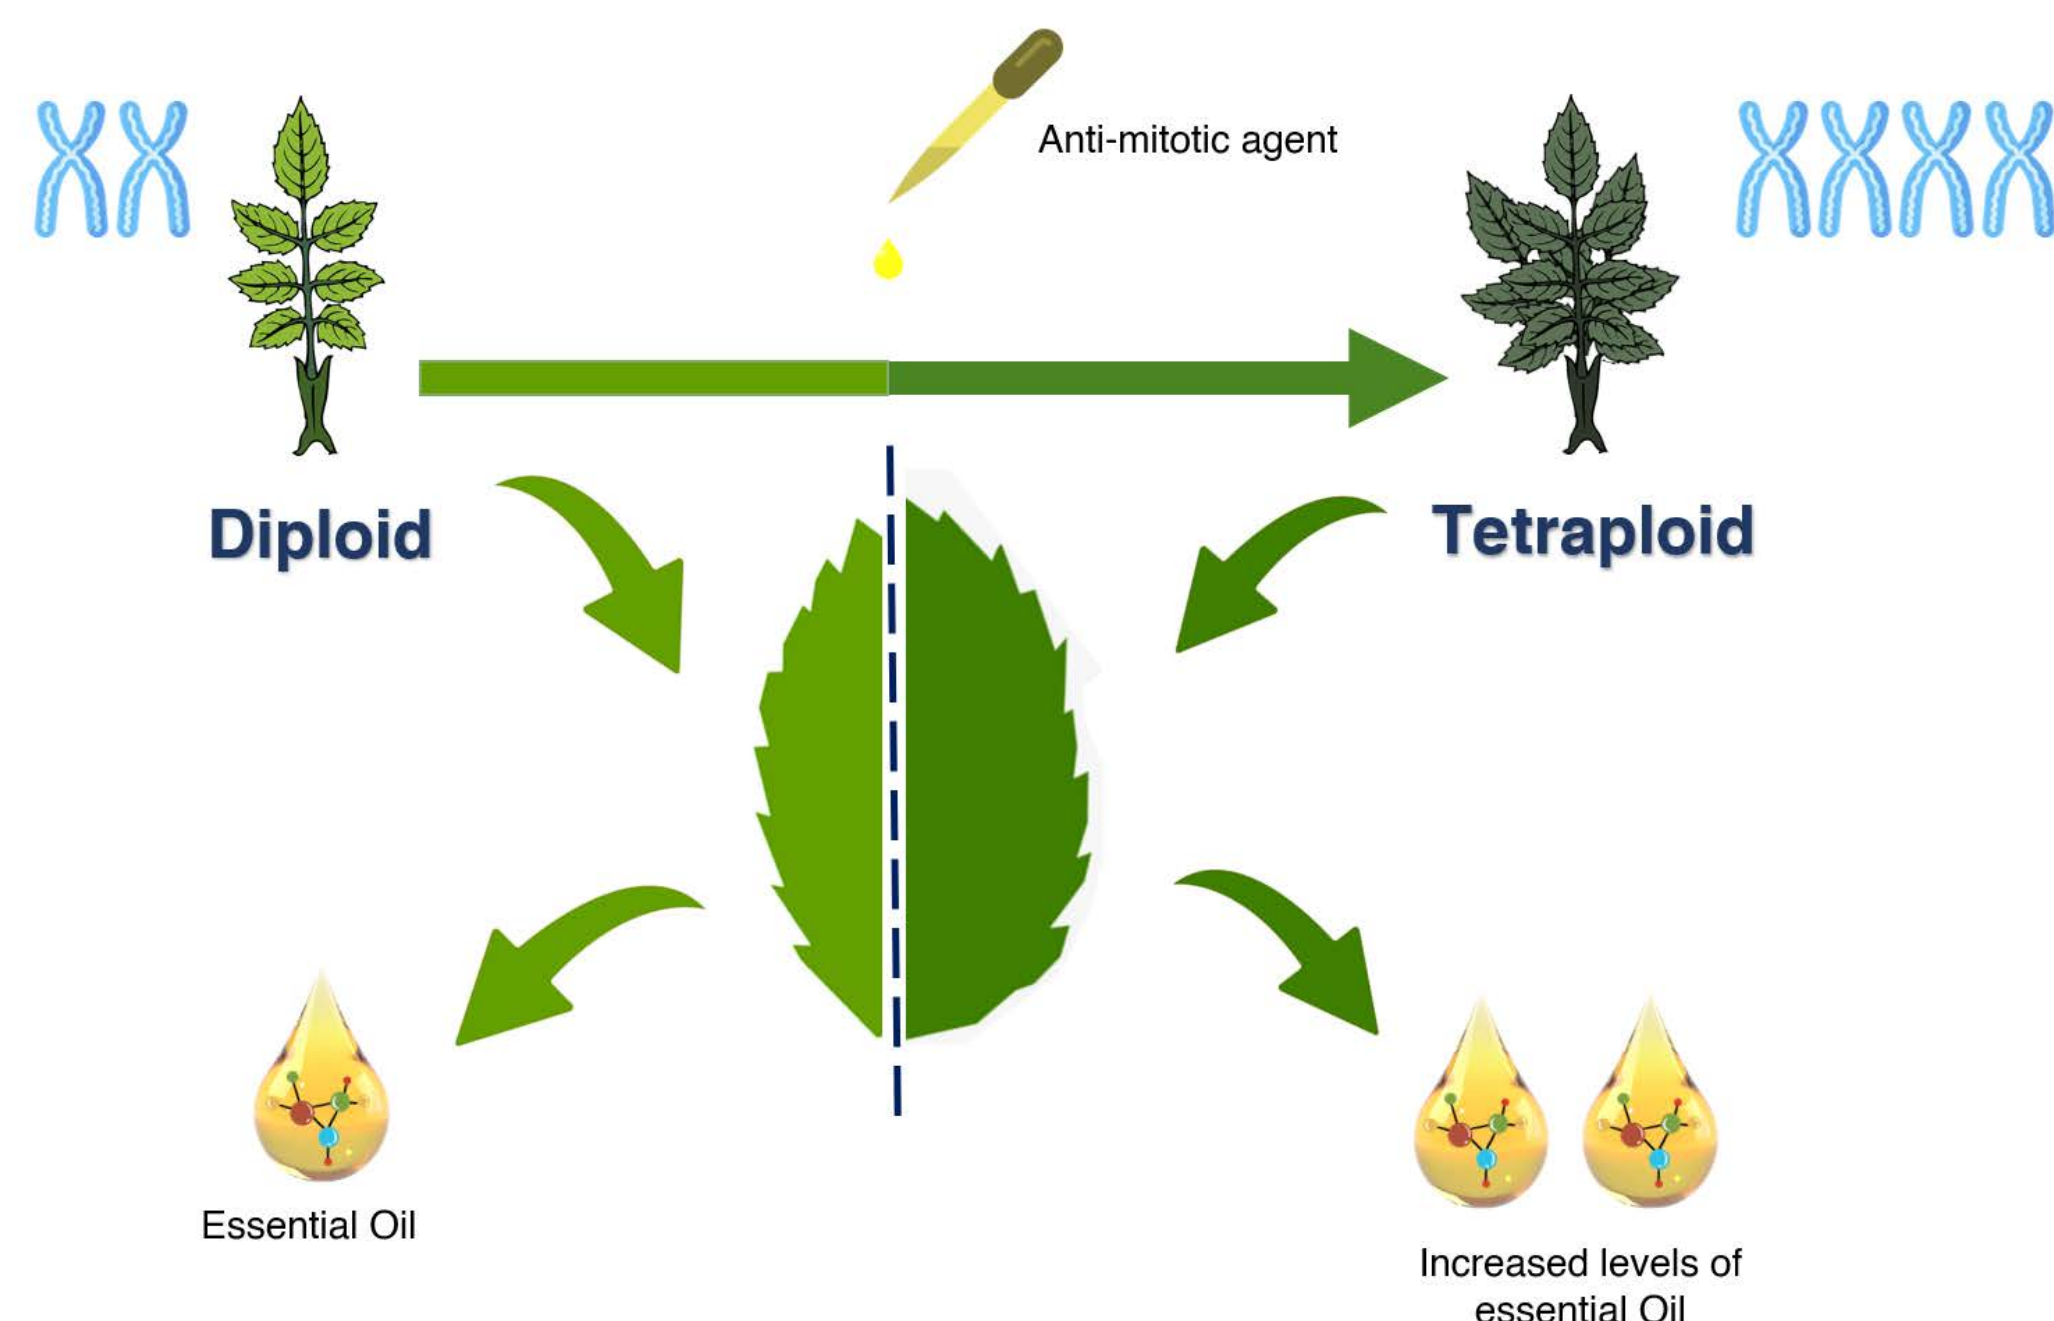 Anti-mitotic agent
Diploid
Tetraploid
Essential Oil
Increased levels of
essential Oil